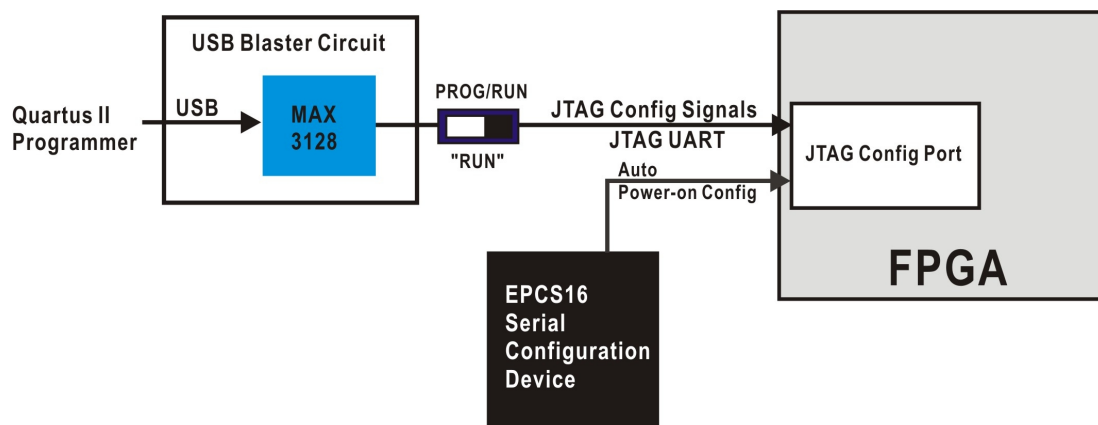 USB Blaster Circuit
Quartus II
Programmer
USB
MAX
3128
PROG/RUN
"RUN"
JTAG Config Signals
JTAG UART
Auto
Power-on Config
JTAG Config Port
FPGA
EPCS16
Serial
Configuration
Device